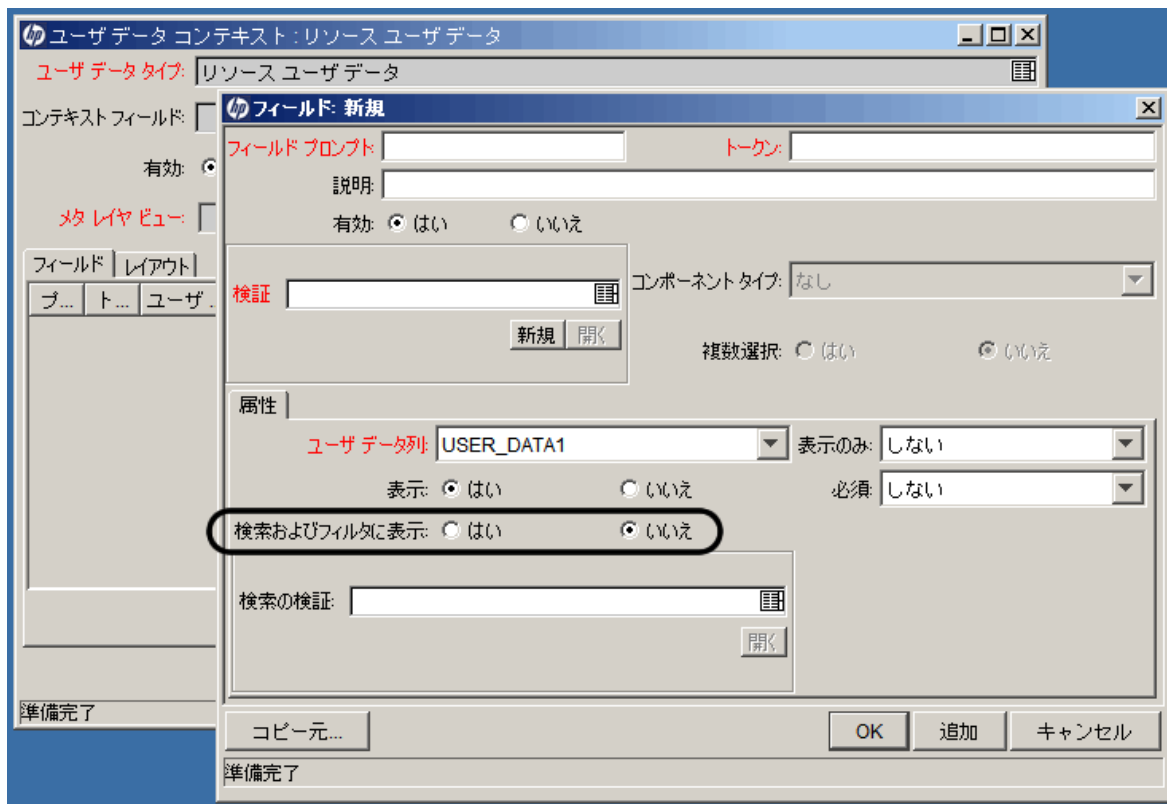 hp ユーザ データ コンテキスト : リソース ユーザ データ
ユーザ データ タイプ: リソース ユーザ データ
コンテキスト フィールド:
有効:
メタ レイヤ ビュー:
フィールド レイアウト
プ... ト... ユーザ .
準備完了
hp フィールド: 新規
フィールド プロンプト: トークン:
説明:
有効: はい いいえ
検証 コンポーネント タイプ: なし
新規 開く
複数選択: はい いいえ
属性
ユーザ データ列: USER_DATA1 表示のみ: しない
表示: はい いいえ 必須: しない
検索およびフィルタに表示: はい いいえ
検索の検証:
開く
コピー元... OK 追加 キャンセル
準備完了